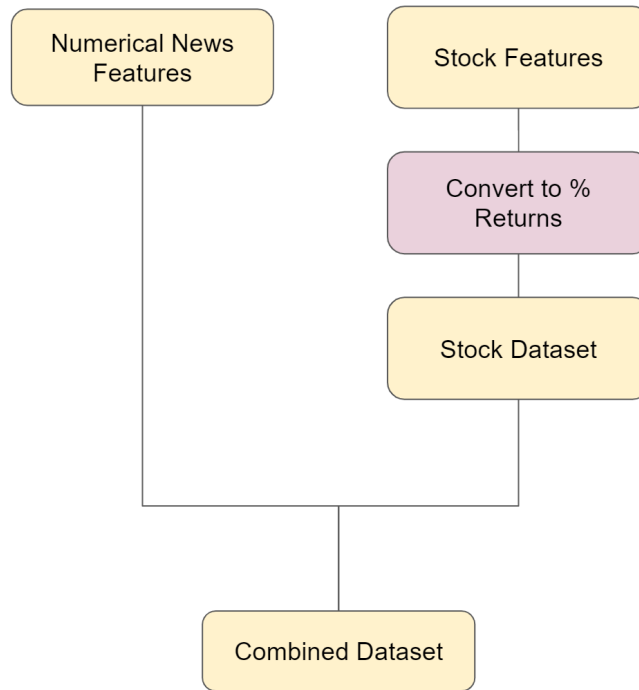 Numerical News
Features
Stock Features
Convert to %
Returns
Stock Dataset
Combined Dataset